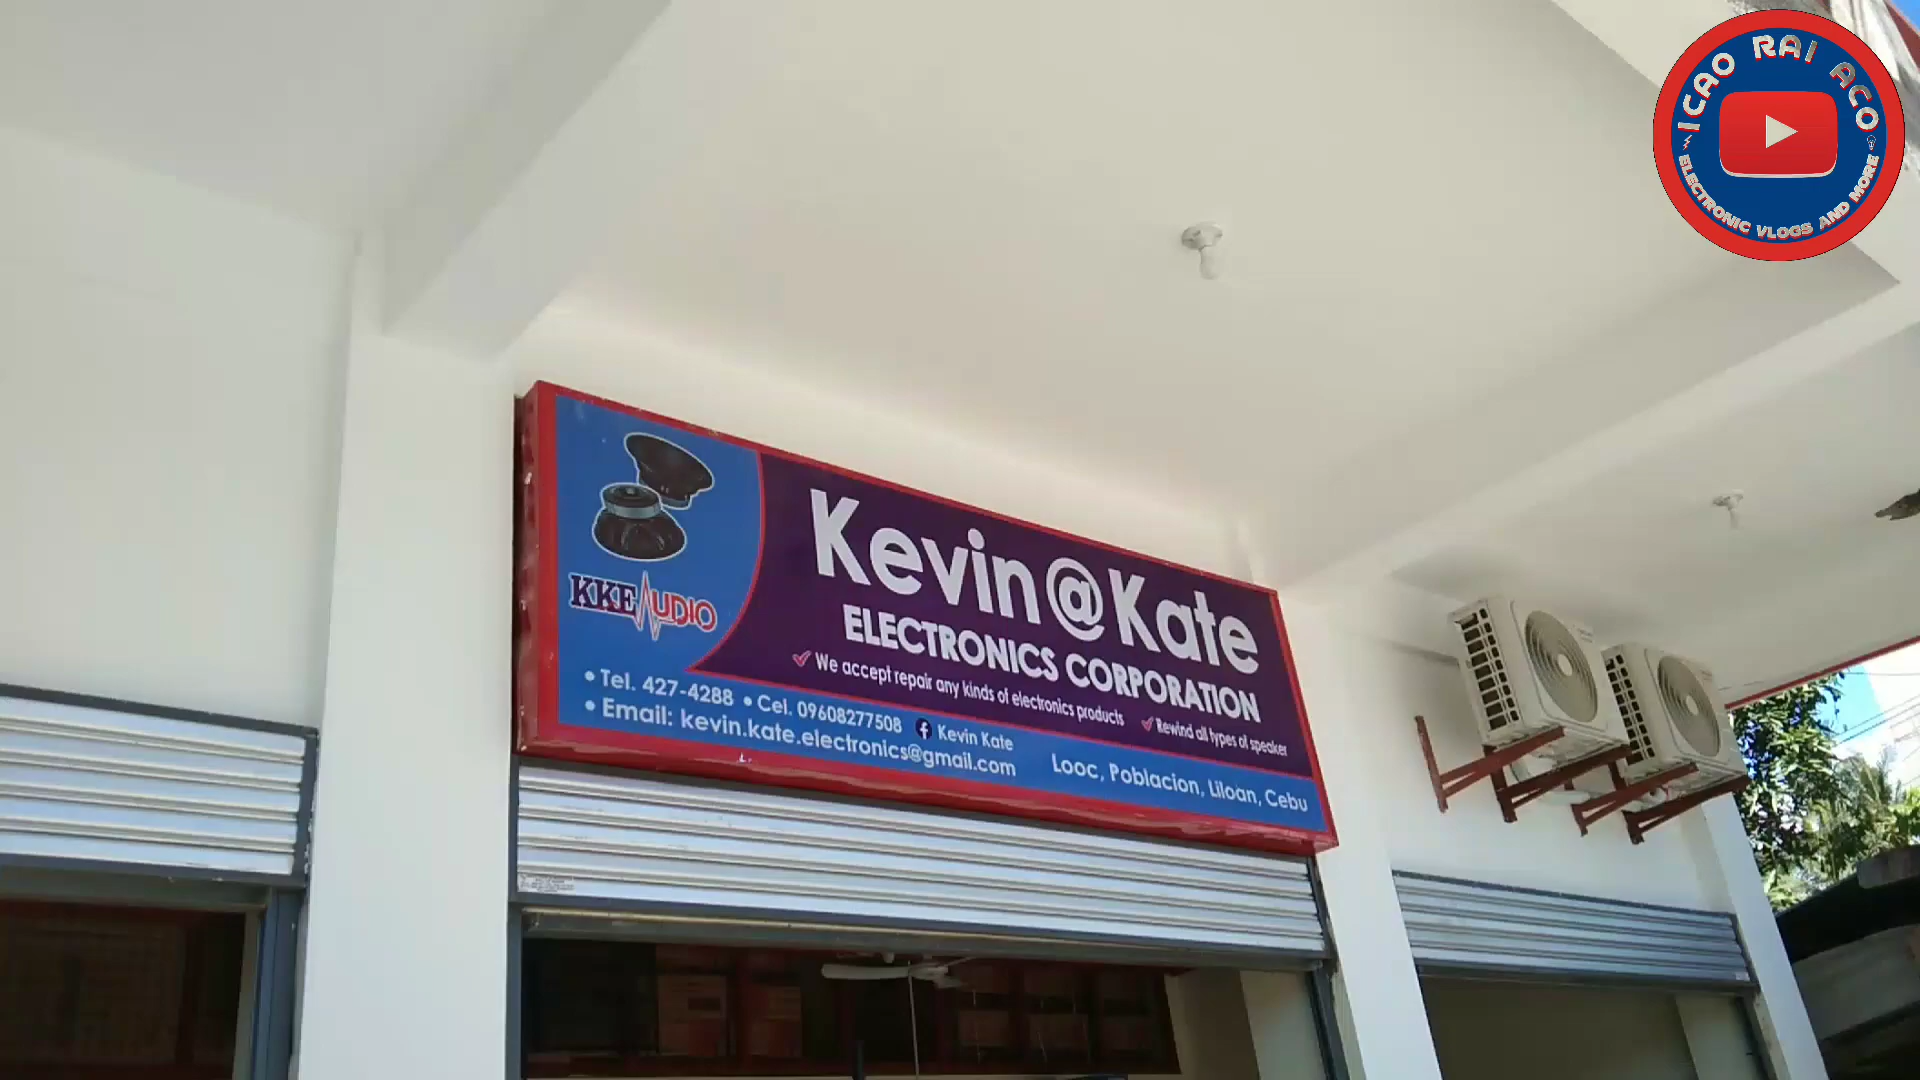 ICAO RAI ACO
ELECTRONIC VLOGS AND MORE
KKE AUDIO
Kevin@Kate
ELECTRONICS CORPORATION
We accept repair any kinds of electronics products
Rewind all types of speaker
• Tel. 427-4288 • Cel. 09608277508 Kevin Kate
• Email: kevin.kate.electronics@gmail.com
Looc, Poblacion, Liloan, Cebu